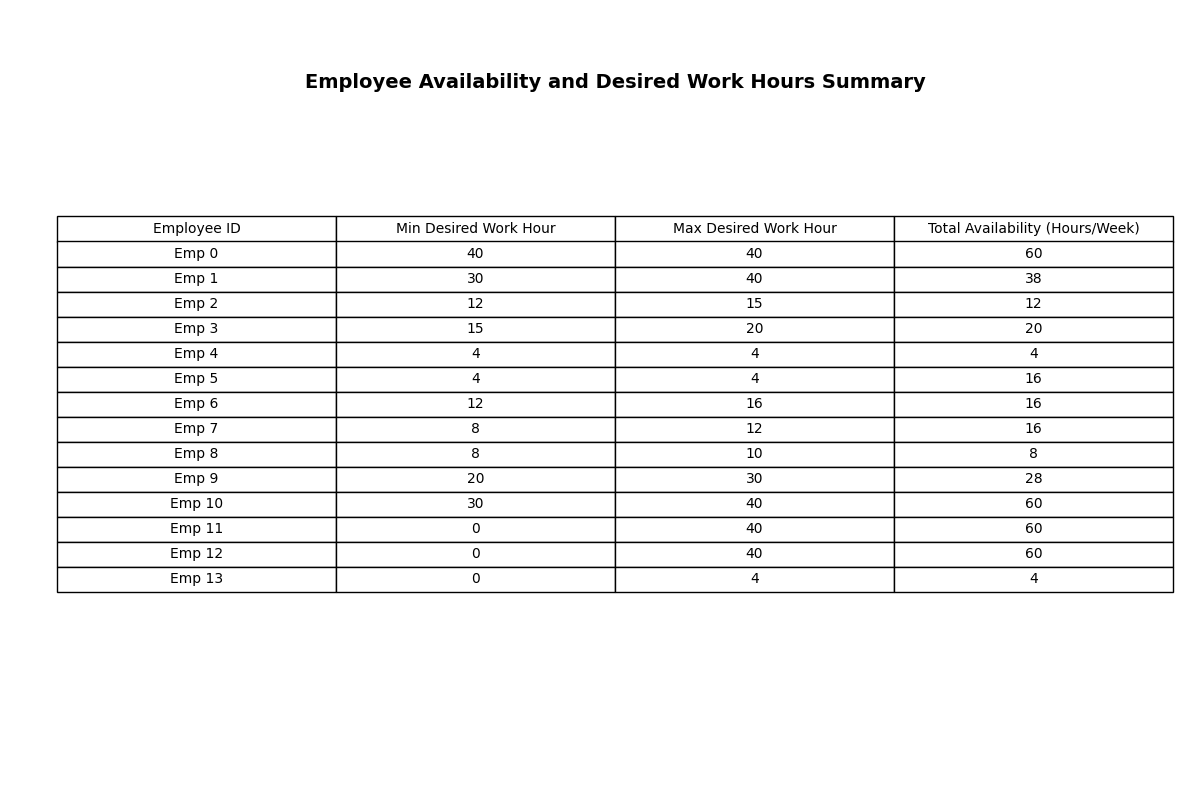 Employee Availability and Desired Work Hours Summary
Employee ID Min Desired Work Hour Max Desired Work Hour Total Availability (Hours/Week)
Emp 0 40 40 60
Emp 1 30 40 38
Emp 2 12 15 12
Emp 3 15 20 20
Emp 4 4 4 4
Emp 5 4 4 16
Emp 6 12 16 16
Emp 7 8 12 16
Emp 8 8 10 8
Emp 9 20 30 28
Emp 10 30 40 60
Emp 11 0 40 60
Emp 12 0 40 60
Emp 13 0 4 4